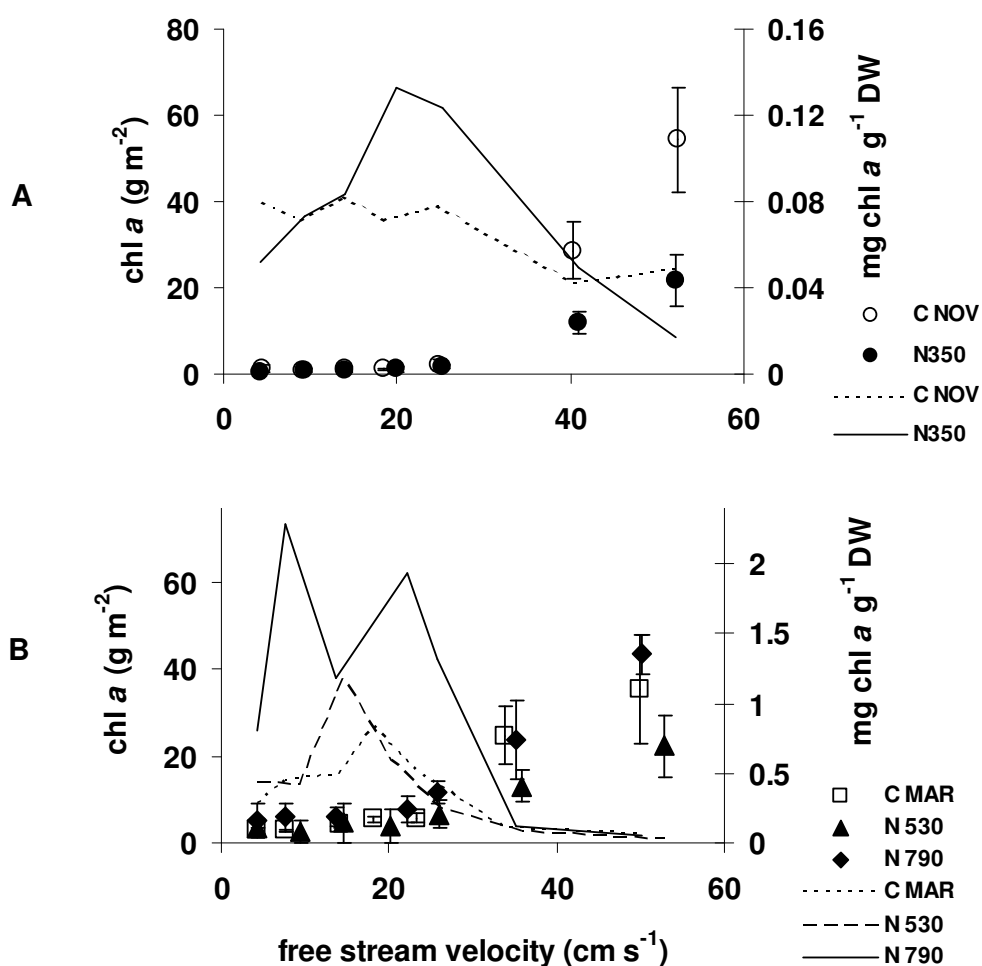 A
80
60
40
20
0
chl a (g m⁻²)
0.16
0.12
0.08
0.04
0
mg chl a g⁻¹ DW
0 20 40 60
C NOV
N350
C NOV
N350
B
60
40
20
0
chl a (g m⁻²)
2
1.5
1
0.5
0
mg chl a g⁻¹ DW
0 20 40 60
free stream velocity (cm s⁻¹)
C MAR
N 530
N 790
C MAR
N 530
N 790